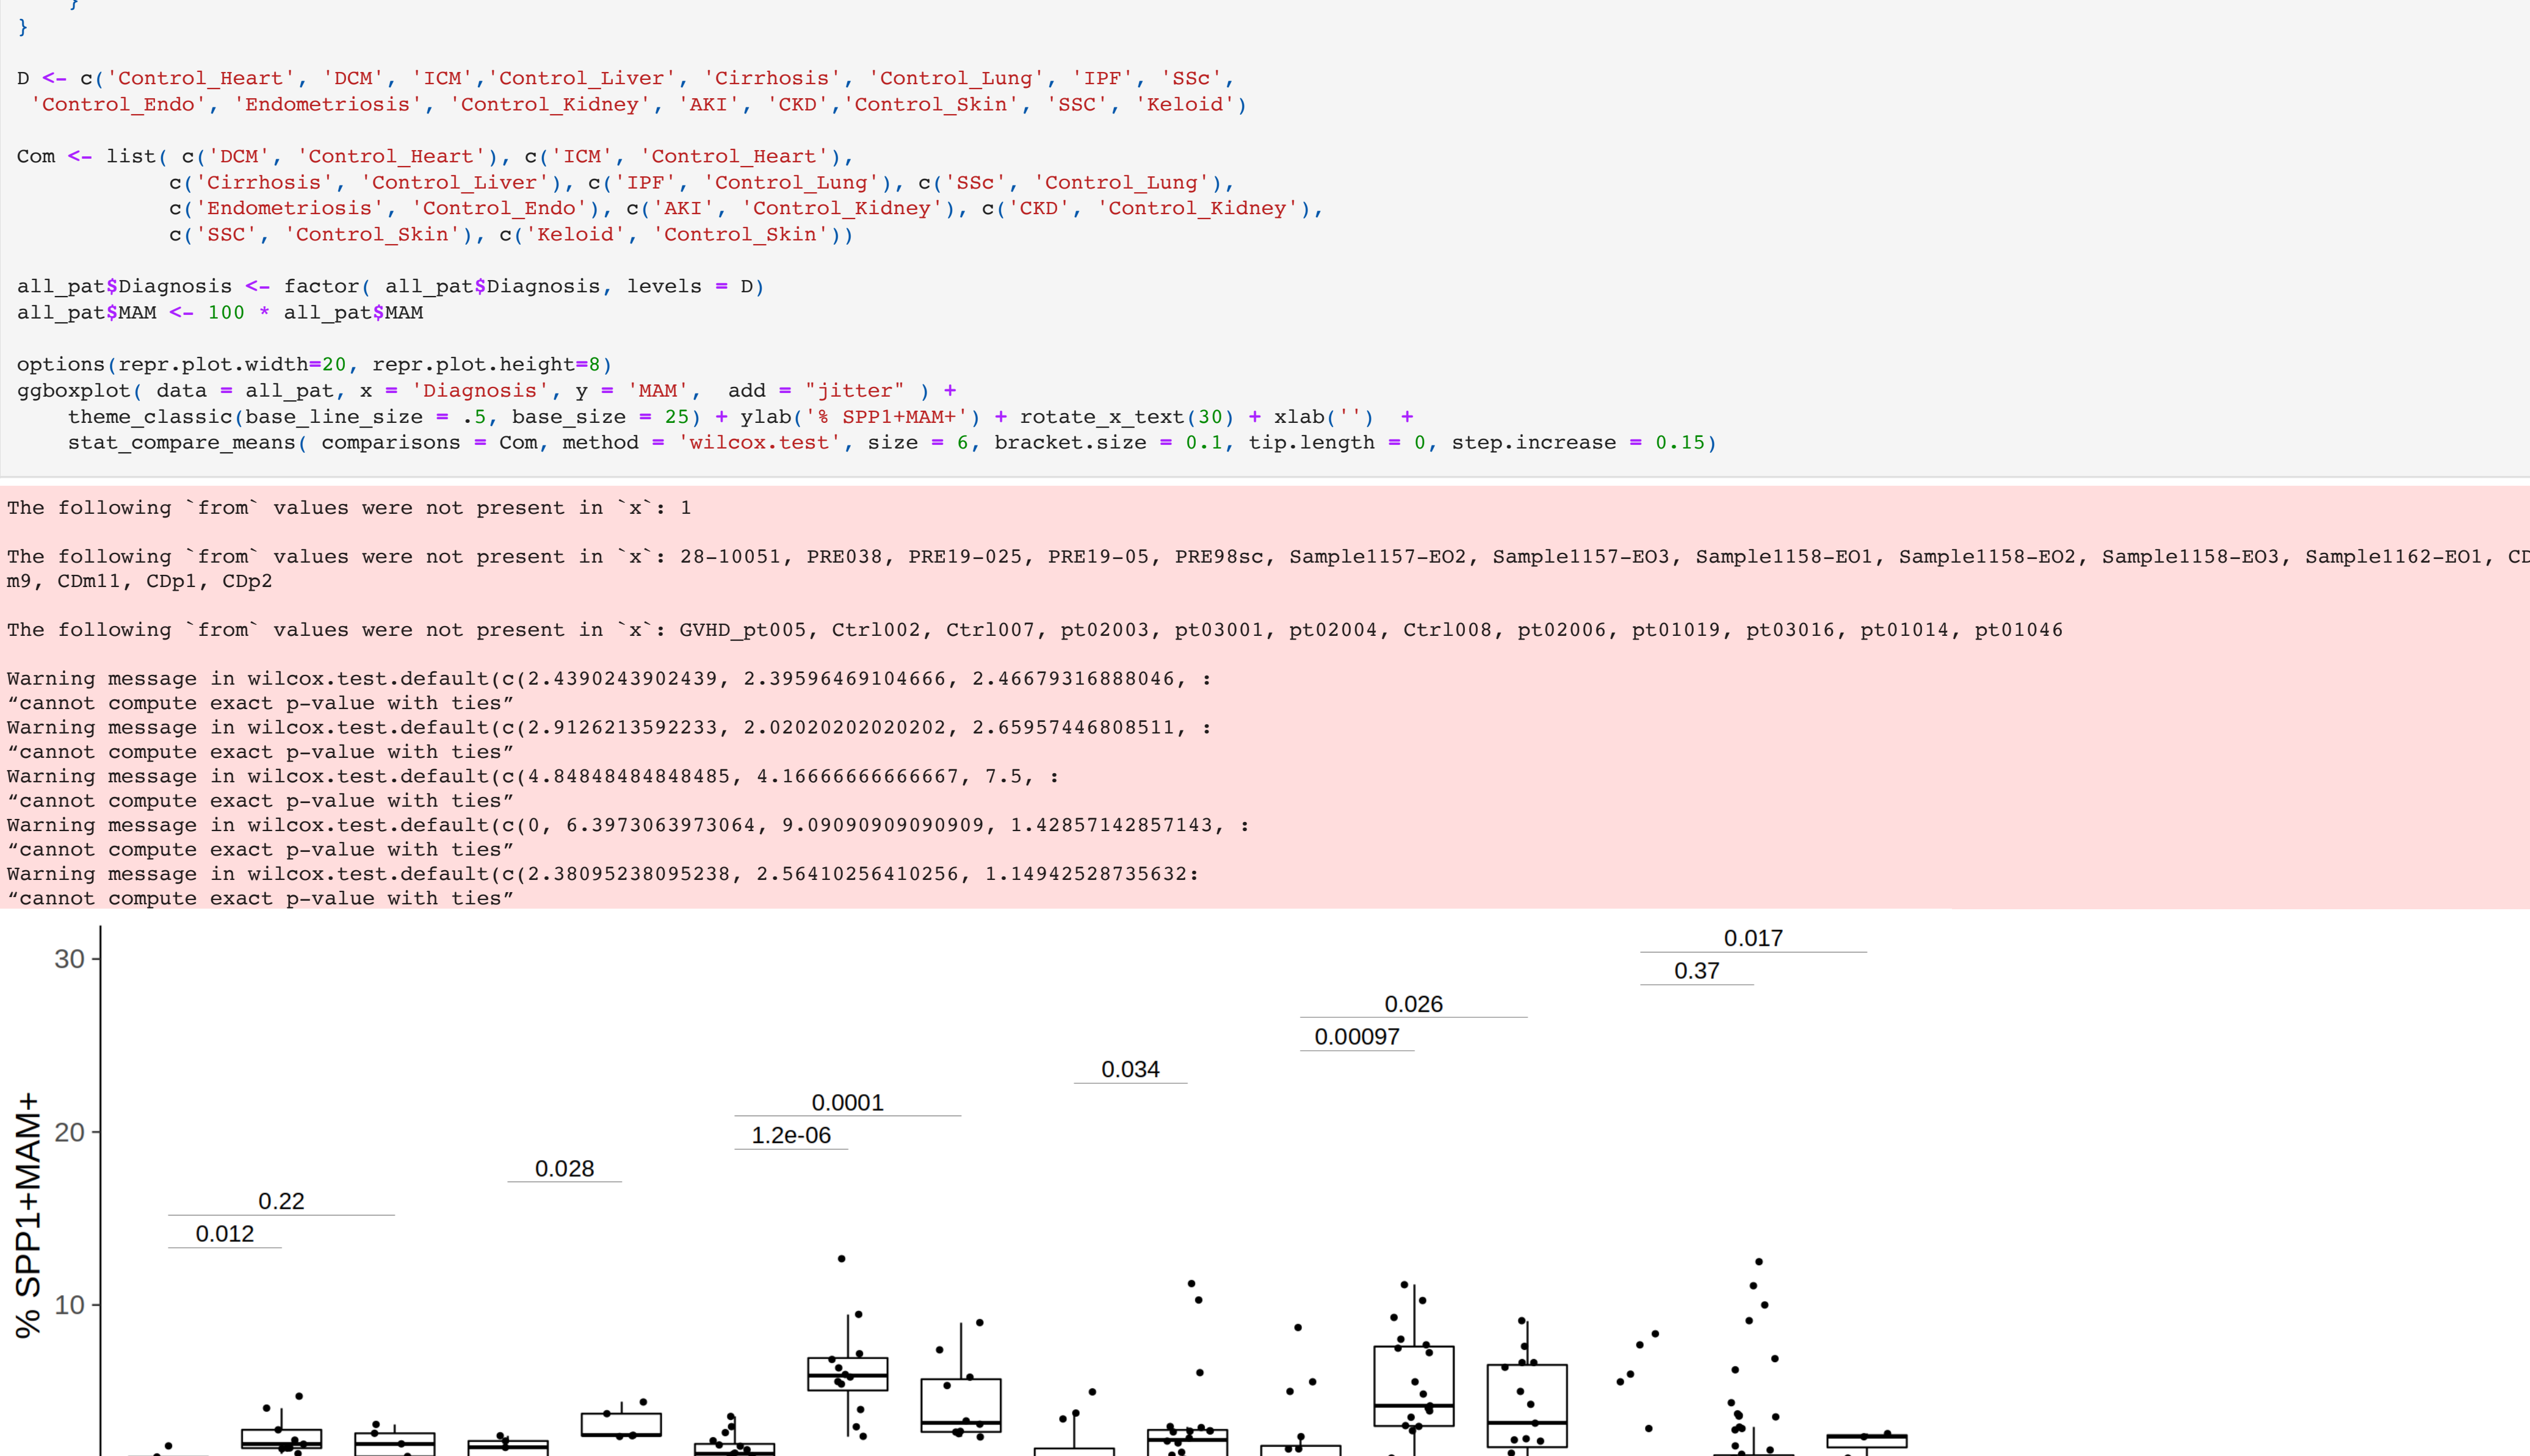 }
}
D <- c('Control_Heart', 'DCM', 'ICM','Control_Liver', 'Cirrhosis', 'Control_Lung', 'IPF', 'SSc',
'Control_Endo', 'Endometriosis', 'Control_Kidney', 'AKI', 'CKD','Control_Skin', 'SSC', 'Keloid')
Com <- list( c('DCM', 'Control_Heart'), c('ICM', 'Control_Heart'),
c('Cirrhosis', 'Control_Liver'), c('IPF', 'Control_Lung'), c('SSc', 'Control_Lung'),
c('Endometriosis', 'Control_Endo'), c('AKI', 'Control_Kidney'), c('CKD', 'Control_Kidney'),
c('SSC', 'Control_Skin'), c('Keloid', 'Control_Skin'))
all_pat$Diagnosis <- factor( all_pat$Diagnosis, levels = D)
all_pat$MAM <- 100 * all_pat$MAM
options(repr.plot.width=20, repr.plot.height=8)
ggboxplot( data = all_pat, x = 'Diagnosis', y = 'MAM',  add = "jitter" ) +
theme_classic(base_line_size = .5, base_size = 25) + ylab('% SPP1+MAM+') + rotate_x_text(30) + xlab('')  +
stat_compare_means( comparisons = Com, method = 'wilcox.test', size = 6, bracket.size = 0.1, tip.length = 0, step.increase = 0.15)
The following `from` values were not present in `x`: 1
The following `from` values were not present in `x`: 28-10051, PRE038, PRE19-025, PRE19-05, PRE98sc, Sample1157-EO2, Sample1157-EO3, Sample1158-EO1, Sample1158-EO2, Sample1158-EO3, Sample1162-EO1, CD
m9, CDm11, CDp1, CDp2
The following `from` values were not present in `x`: GVHD_pt005, Ctrl002, Ctrl007, pt02003, pt03001, pt02004, Ctrl008, pt02006, pt01019, pt03016, pt01014, pt01046
Warning message in wilcox.test.default(c(2.4390243902439, 2.39596469104666, 2.46679316888046, :
“cannot compute exact p-value with ties”
Warning message in wilcox.test.default(c(2.9126213592233, 2.02020202020202, 2.65957446808511, :
“cannot compute exact p-value with ties”
Warning message in wilcox.test.default(c(4.84848484848485, 4.16666666666667, 7.5, :
“cannot compute exact p-value with ties”
Warning message in wilcox.test.default(c(0, 6.3973063973064, 9.09090909090909, 1.42857142857143, :
“cannot compute exact p-value with ties”
Warning message in wilcox.test.default(c(2.38095238095238, 2.56410256410256, 1.14942528735632:
“cannot compute exact p-value with ties”
0.017
30
0.37
0.026
0.00097
0.034
0.0001
% SPP1+MAM+
20
1.2e-06
0.028
0.22
0.012
10